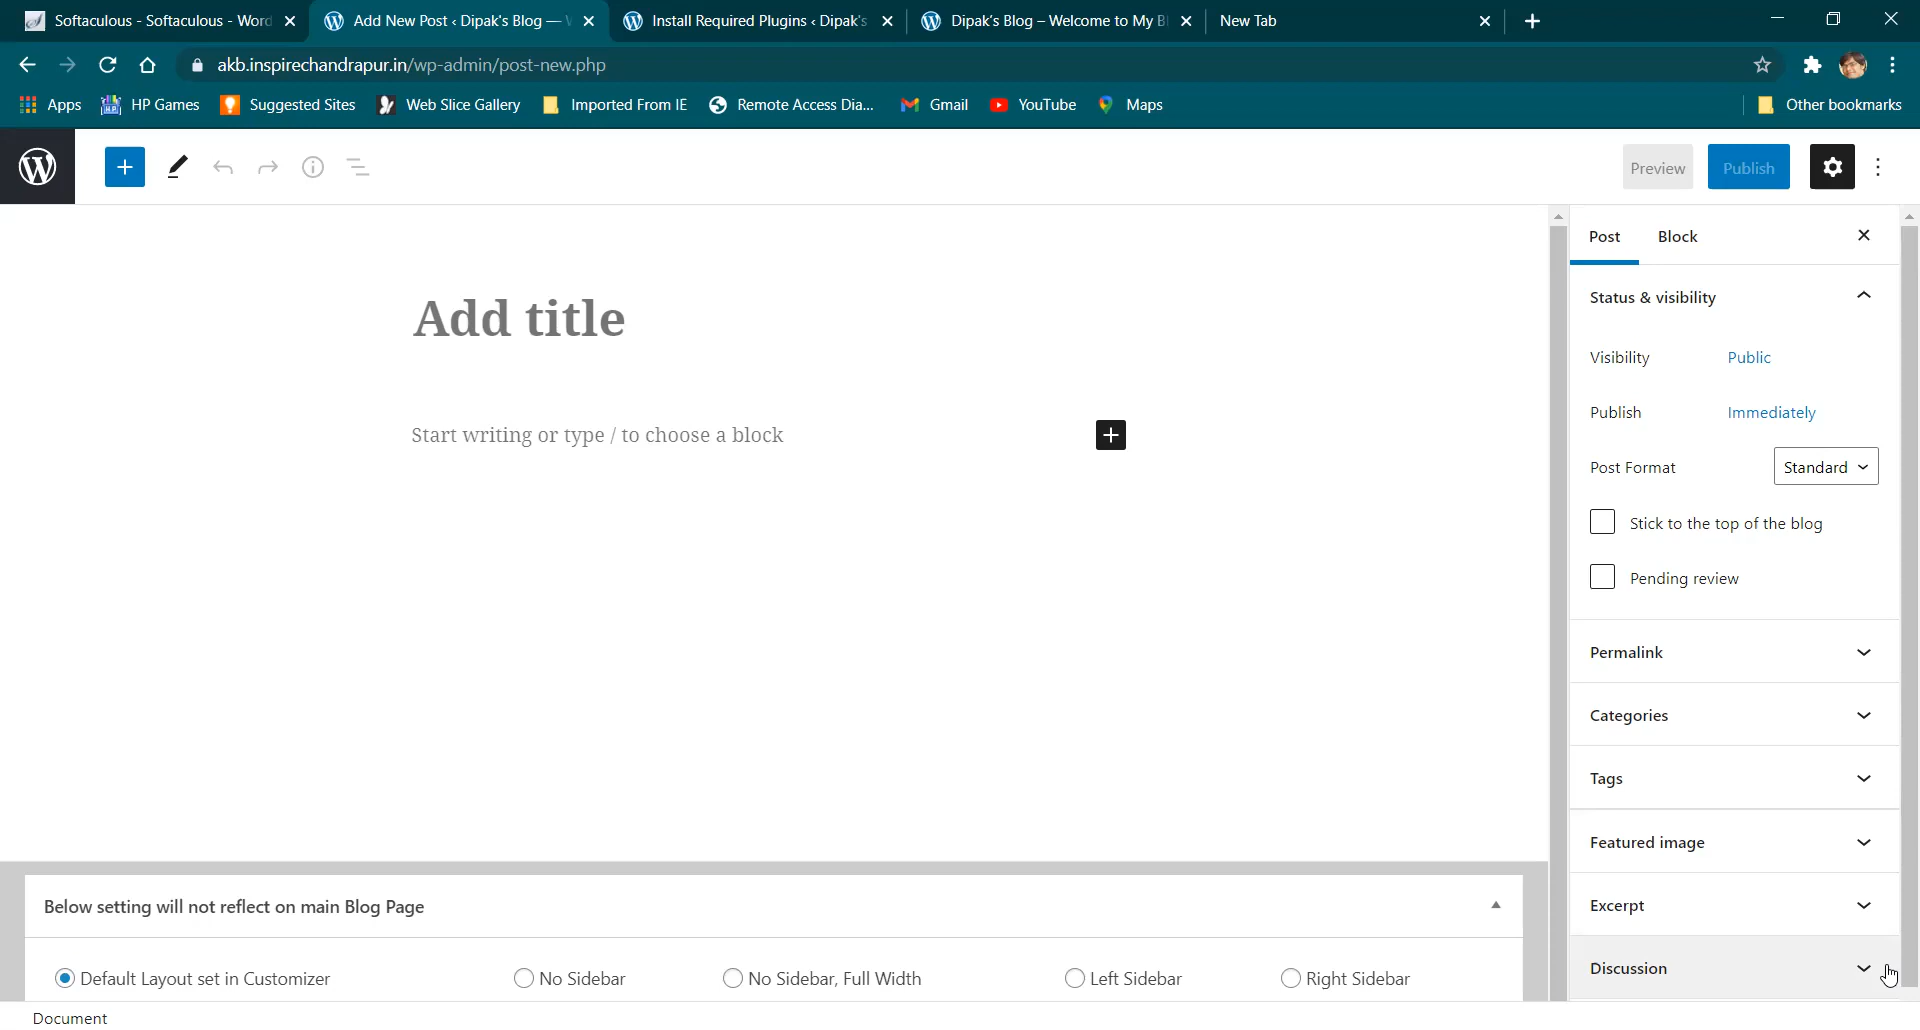 Softaculous - Softaculous - Word
Add New Post ‹ Dipak's Blog —
Install Required Plugins ‹ Dipak's
Dipak's Blog – Welcome to My Bl
New Tab
akb.inspirechandrapur.in/wp-admin/post-new.php
Apps
HP Games
Suggested Sites
Web Slice Gallery
Imported From IE
Remote Access Dia...
Gmail
YouTube
Maps
Other bookmarks
Preview
Publish
Post
Block
Add title
Start writing or type / to choose a block
Status & visibility
Visibility
Public
Publish
Immediately
Post Format
Standard
Stick to the top of the blog
Pending review
Permalink
Categories
Tags
Featured image
Excerpt
Discussion
Below setting will not reflect on main Blog Page
Default Layout set in Customizer
No Sidebar
No Sidebar, Full Width
Left Sidebar
Right Sidebar
Document